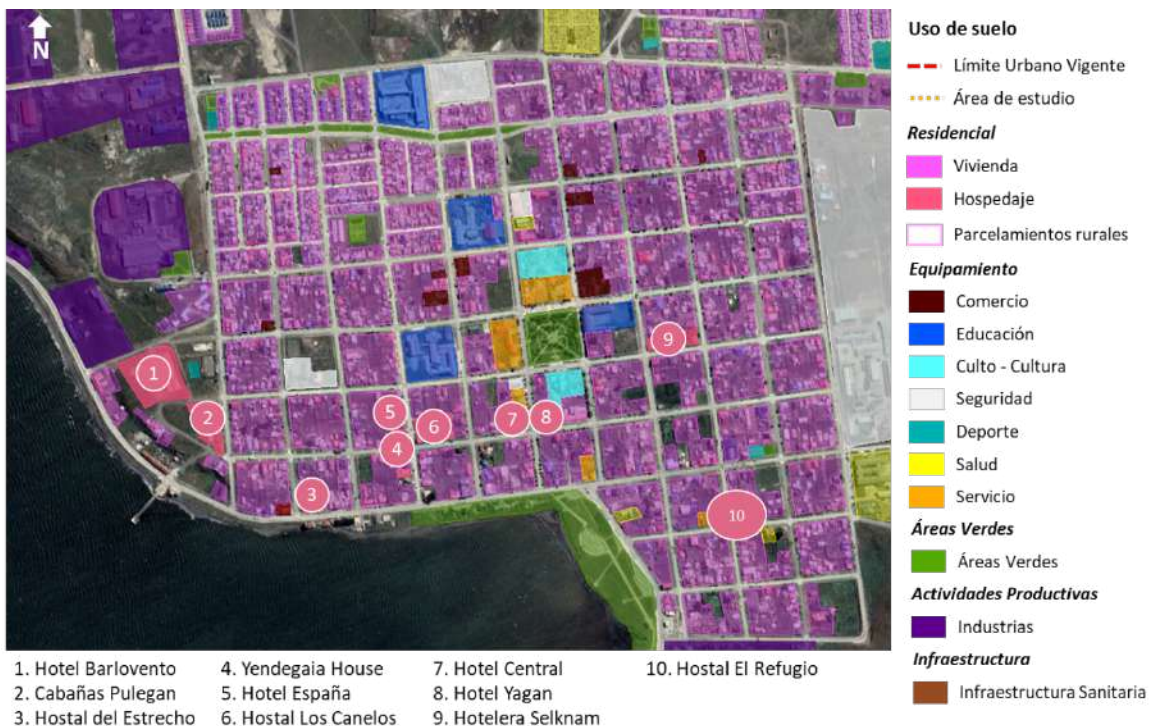 N
1
2
3
4
5
6
7
8
9
10
Uso de suelo
Límite Urbano Vigente
Área de estudio
Residencial
Vivienda
Hospedaje
Parcelamientos rurales
Equipamiento
Comercio
Educación
Culto - Cultura
Seguridad
Deporte
Salud
Servicio
Áreas Verdes
Áreas Verdes
Actividades Productivas
Industrias
Infraestructura
Infraestructura Sanitaria
1. Hotel Barlovento
2. Cabañas Pulegan
3. Hostal del Estrecho
4. Yendegaia House
5. Hotel España
6. Hostal Los Canelos
7. Hotel Central
8. Hotel Yagan
9. Hotelera Selknam
10. Hostal El Refugio